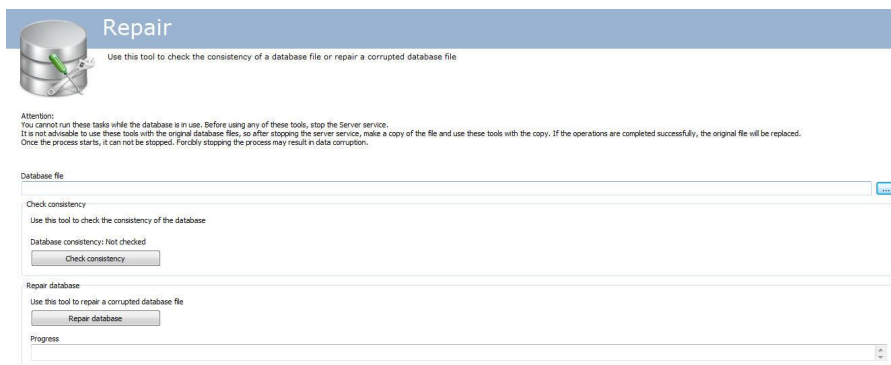 Repair
Use this tool to check the consistency of a database file or repair a corrupted database file
Attention:
You cannot run these tasks while the database is in use. Before using any of these tools, stop the Server service.
It is not advisable to use these tools with the original database files, so after stopping the server service, make a copy of the file and use these tools with the copy. If the operations are completed successfully, the original file will be replaced.
Once the process starts, it can not be stopped. Forcibly stopping the process may result in data corruption.
Database file
...
Check consistency
Use this tool to check the consistency of the database
Database consistency: Not checked
Check consistency
Repair database
Use this tool to repair a corrupted database file
Repair database
Progress